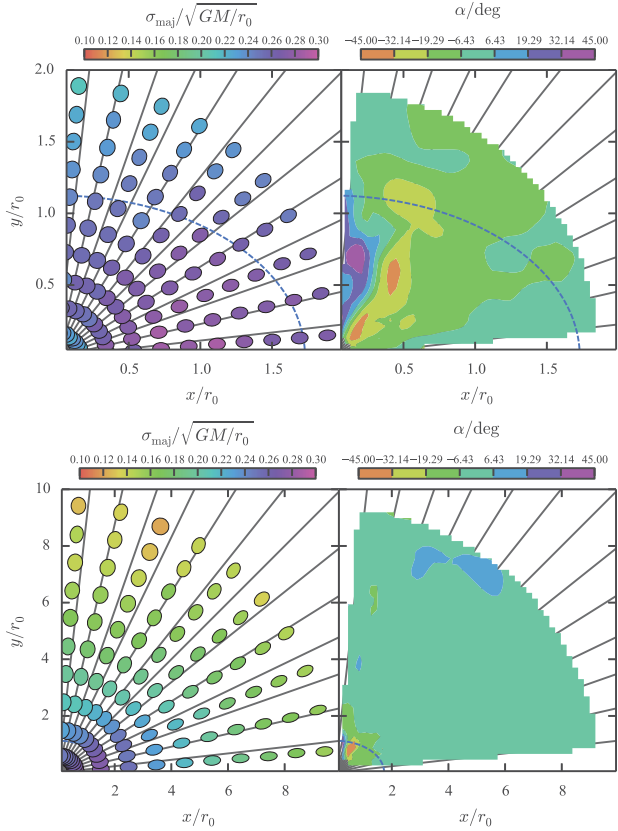 σ_maj/√GM/r₀
α/deg
0.10 0.12 0.14 0.16 0.18 0.20 0.22 0.24 0.26 0.28 0.30
−45.00 −32.14 −19.29 −6.43 6.43 19.29 32.14 45.00
2.0
1.5
1.0
0.5
y/r₀
0.5 1.0 1.5
0.5 1.0 1.5
x/r₀
x/r₀
σ_maj/√GM/r₀
α/deg
0.10 0.12 0.14 0.16 0.18 0.20 0.22 0.24 0.26 0.28 0.30
−45.00 −32.14 −19.29 −6.43 6.43 19.29 32.14 45.00
10
8
6
4
2
y/r₀
2 4 6 8
2 4 6 8
x/r₀
x/r₀